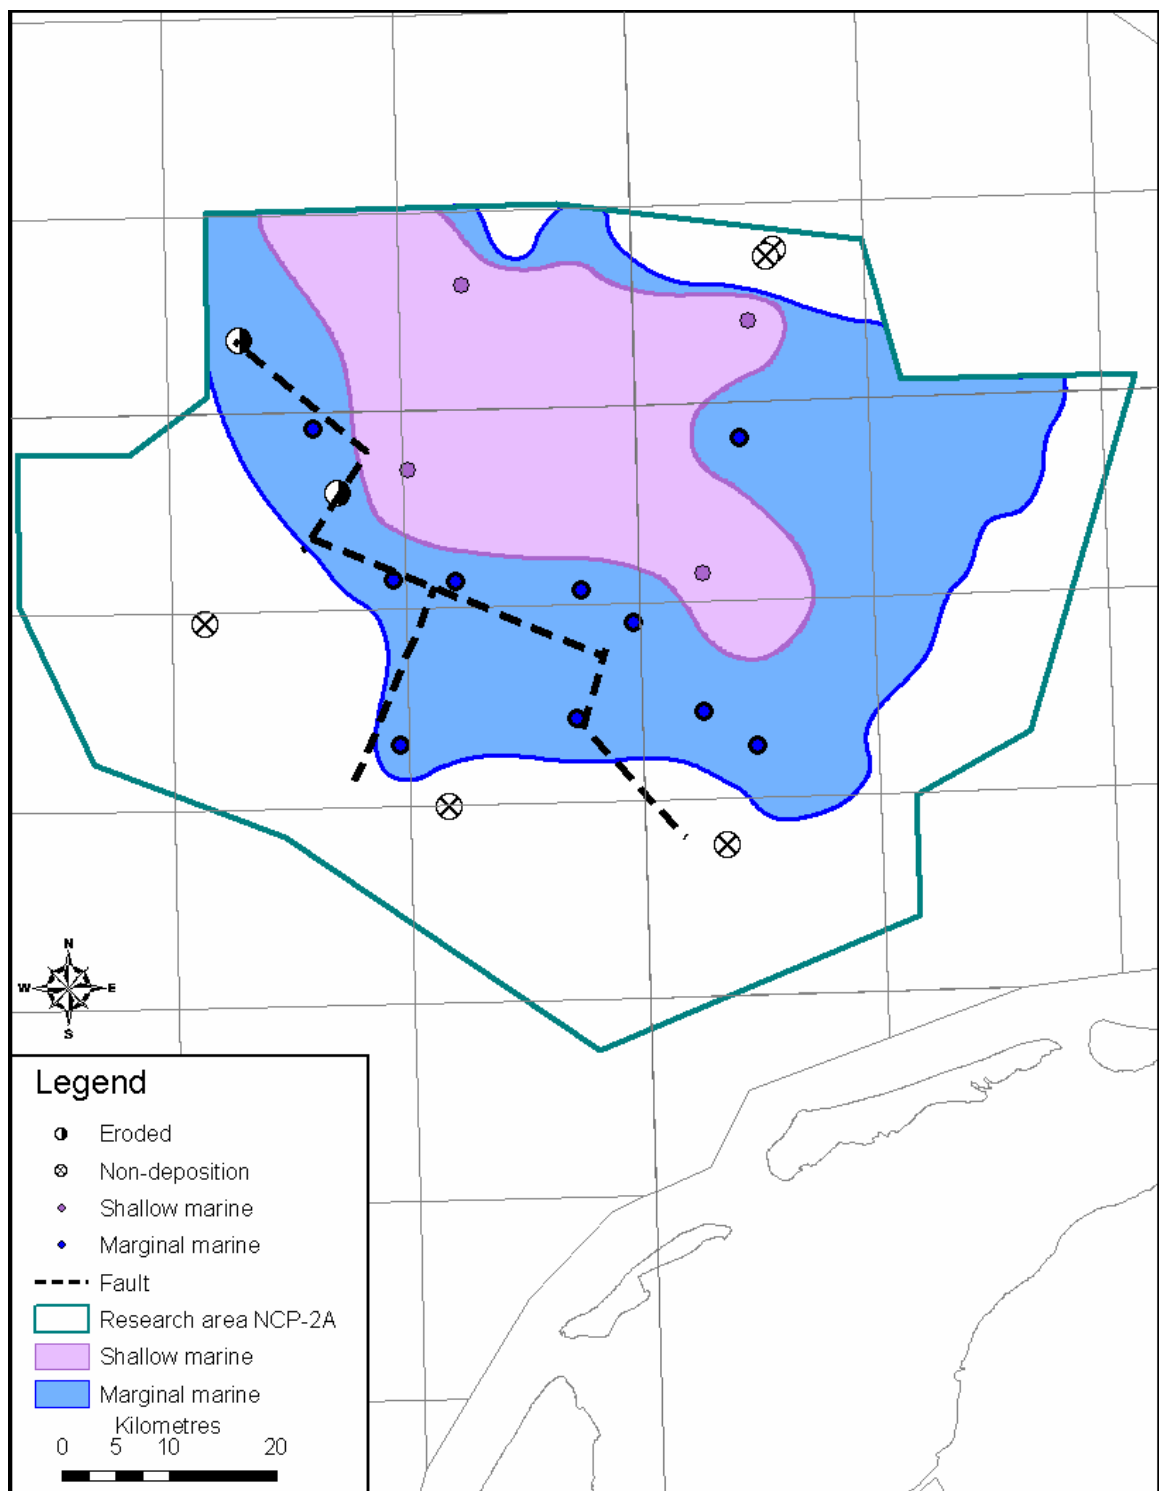 N
W E
S
Legend
Eroded
Non-deposition
Shallow marine
Marginal marine
Fault
Research area NCP-2A
Shallow marine
Marginal marine
Kilometres
0 5 10 20